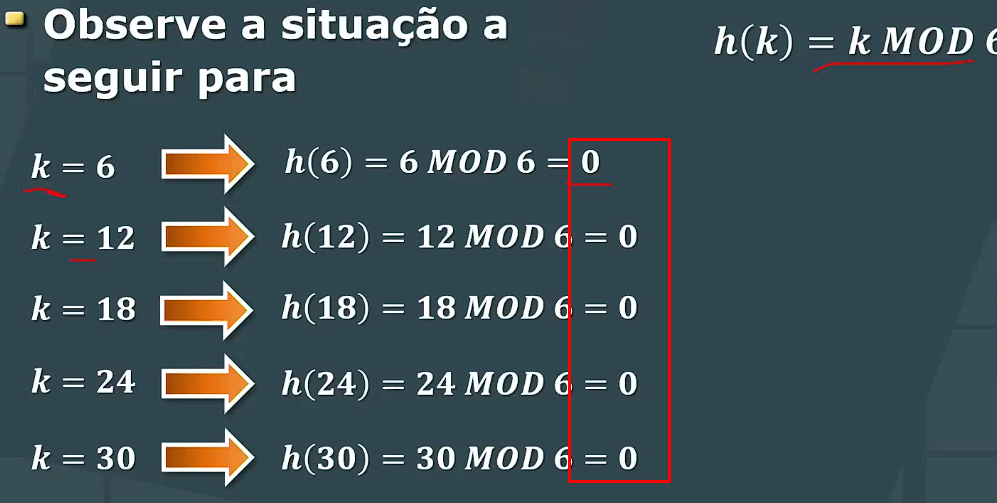 Observe a situação a
seguir para
h(k) = k MOD 6
k = 6
h(6) = 6 MOD 6 = 0
k = 12
h(12) = 12 MOD 6 = 0
k = 18
h(18) = 18 MOD 6 = 0
k = 24
h(24) = 24 MOD 6 = 0
k = 30
h(30) = 30 MOD 6 = 0